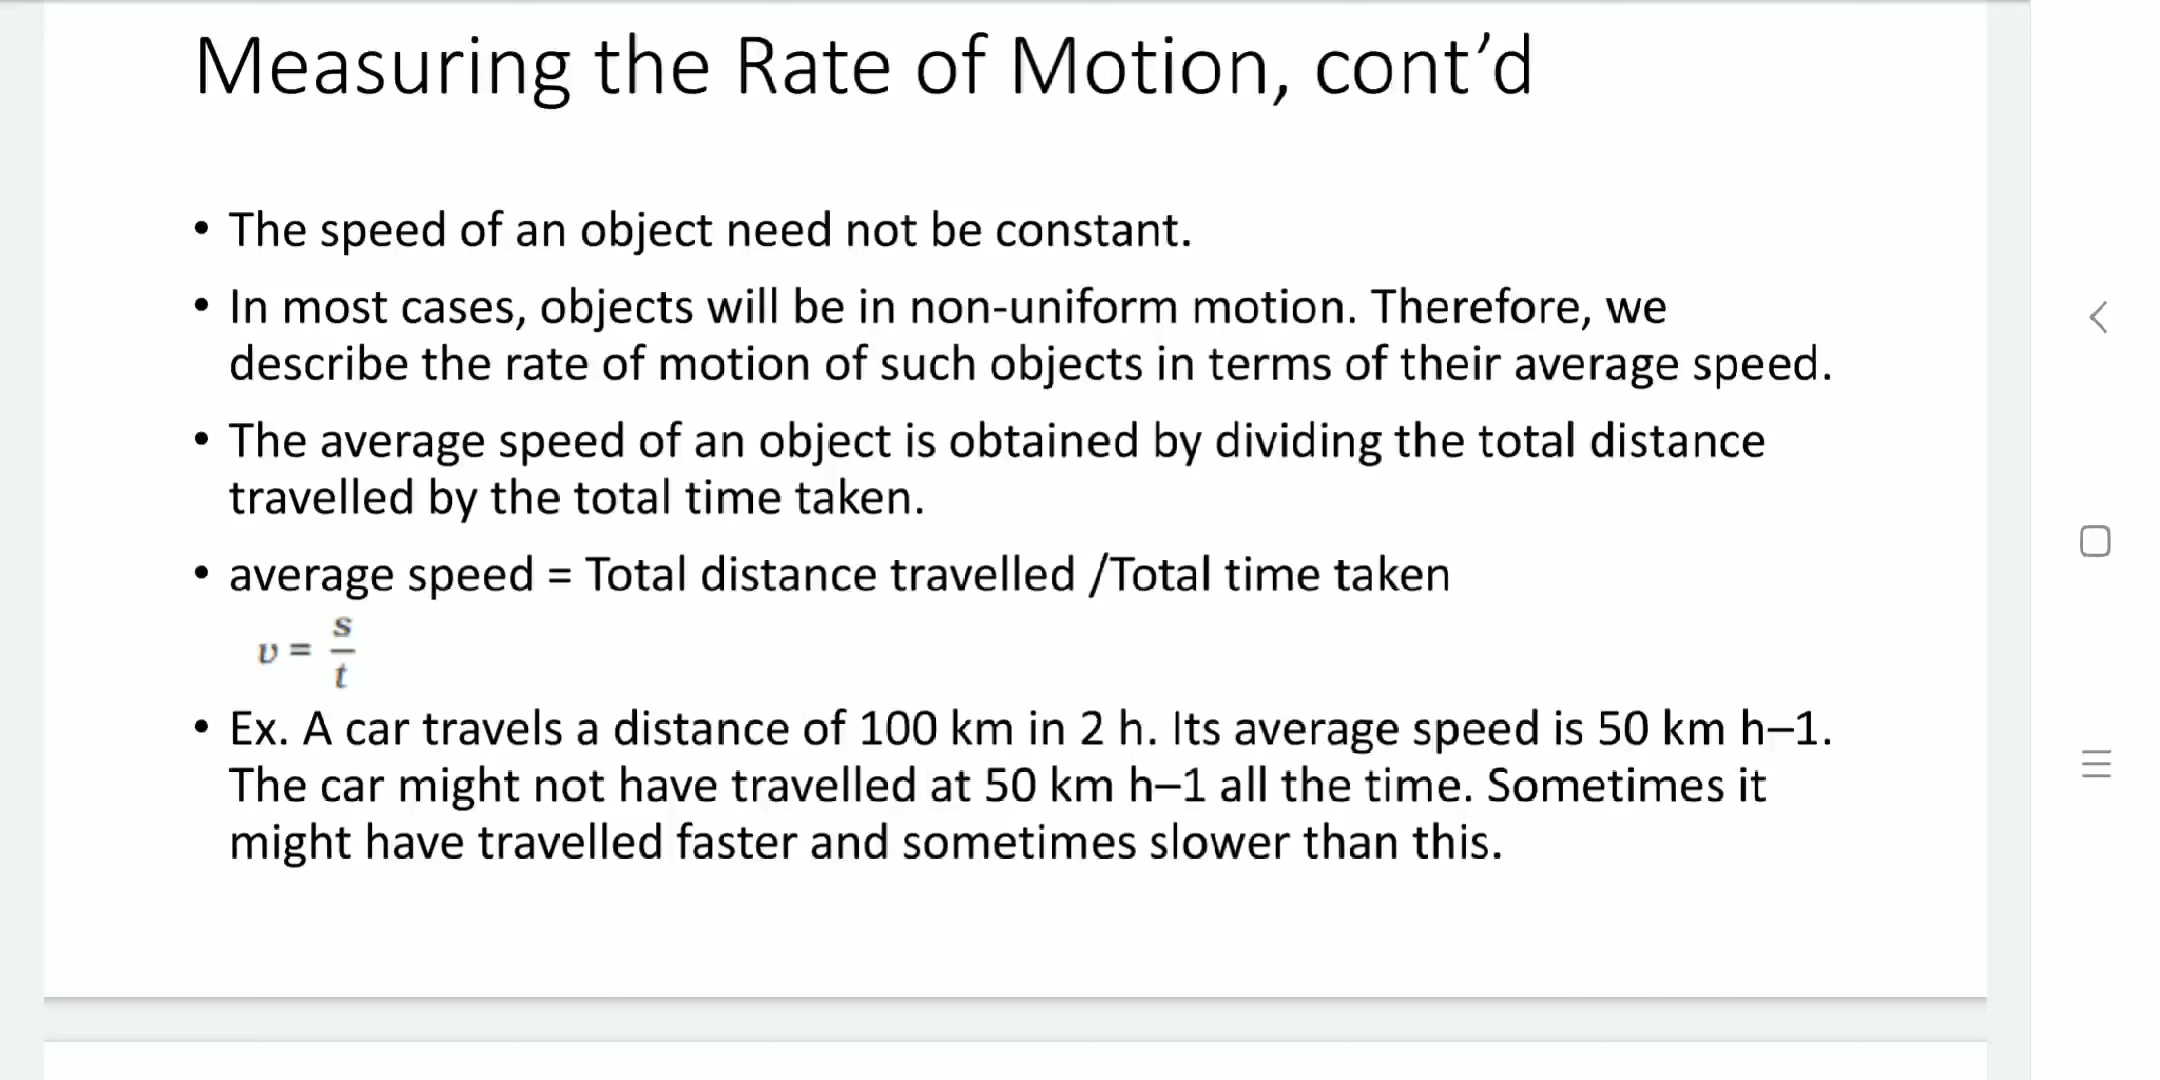 Measuring the Rate of Motion, cont’d
• The speed of an object need not be constant.
• In most cases, objects will be in non-uniform motion. Therefore, we
describe the rate of motion of such objects in terms of their average speed.
• The average speed of an object is obtained by dividing the total distance
travelled by the total time taken.
• average speed = Total distance travelled /Total time taken
v = s/t
• Ex. A car travels a distance of 100 km in 2 h. Its average speed is 50 km h–1.
The car might not have travelled at 50 km h–1 all the time. Sometimes it
might have travelled faster and sometimes slower than this.